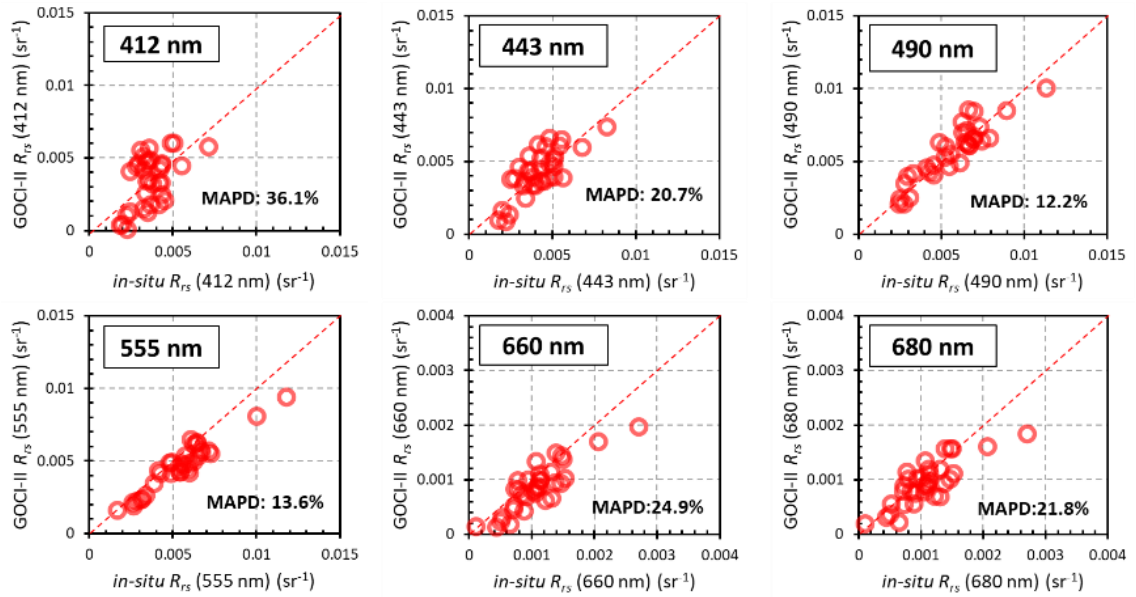 412 nm
GOCI-II Rrs (412 nm) (sr-1)
0.015
0.01
0.005
0
MAPD: 36.1%
0 0.005 0.01 0.015
in-situ Rrs (412 nm) (sr-1)
443 nm
GOCI-II Rrs (443 nm) (sr-1)
0.015
0.01
0.005
0
MAPD: 20.7%
0 0.005 0.01 0.015
in-situ Rrs (443 nm) (sr-1)
490 nm
GOCI-II Rrs (490 nm) (sr-1)
0.015
0.01
0.005
0
MAPD: 12.2%
0 0.005 0.01 0.015
in-situ Rrs (490 nm) (sr-1)
555 nm
GOCI-II Rrs (555 nm) (sr-1)
0.015
0.01
0.005
0
MAPD: 13.6%
0 0.005 0.01 0.015
in-situ Rrs (555 nm) (sr-1)
660 nm
GOCI-II Rrs (660 nm) (sr-1)
0.004
0.003
0.002
0.001
0
MAPD:24.9%
0 0.001 0.002 0.003 0.004
in-situ Rrs (660 nm) (sr-1)
680 nm
GOCI-II Rrs (680 nm) (sr-1)
0.004
0.003
0.002
0.001
0
MAPD:21.8%
0 0.001 0.002 0.003 0.004
in-situ Rrs (680 nm) (sr-1)